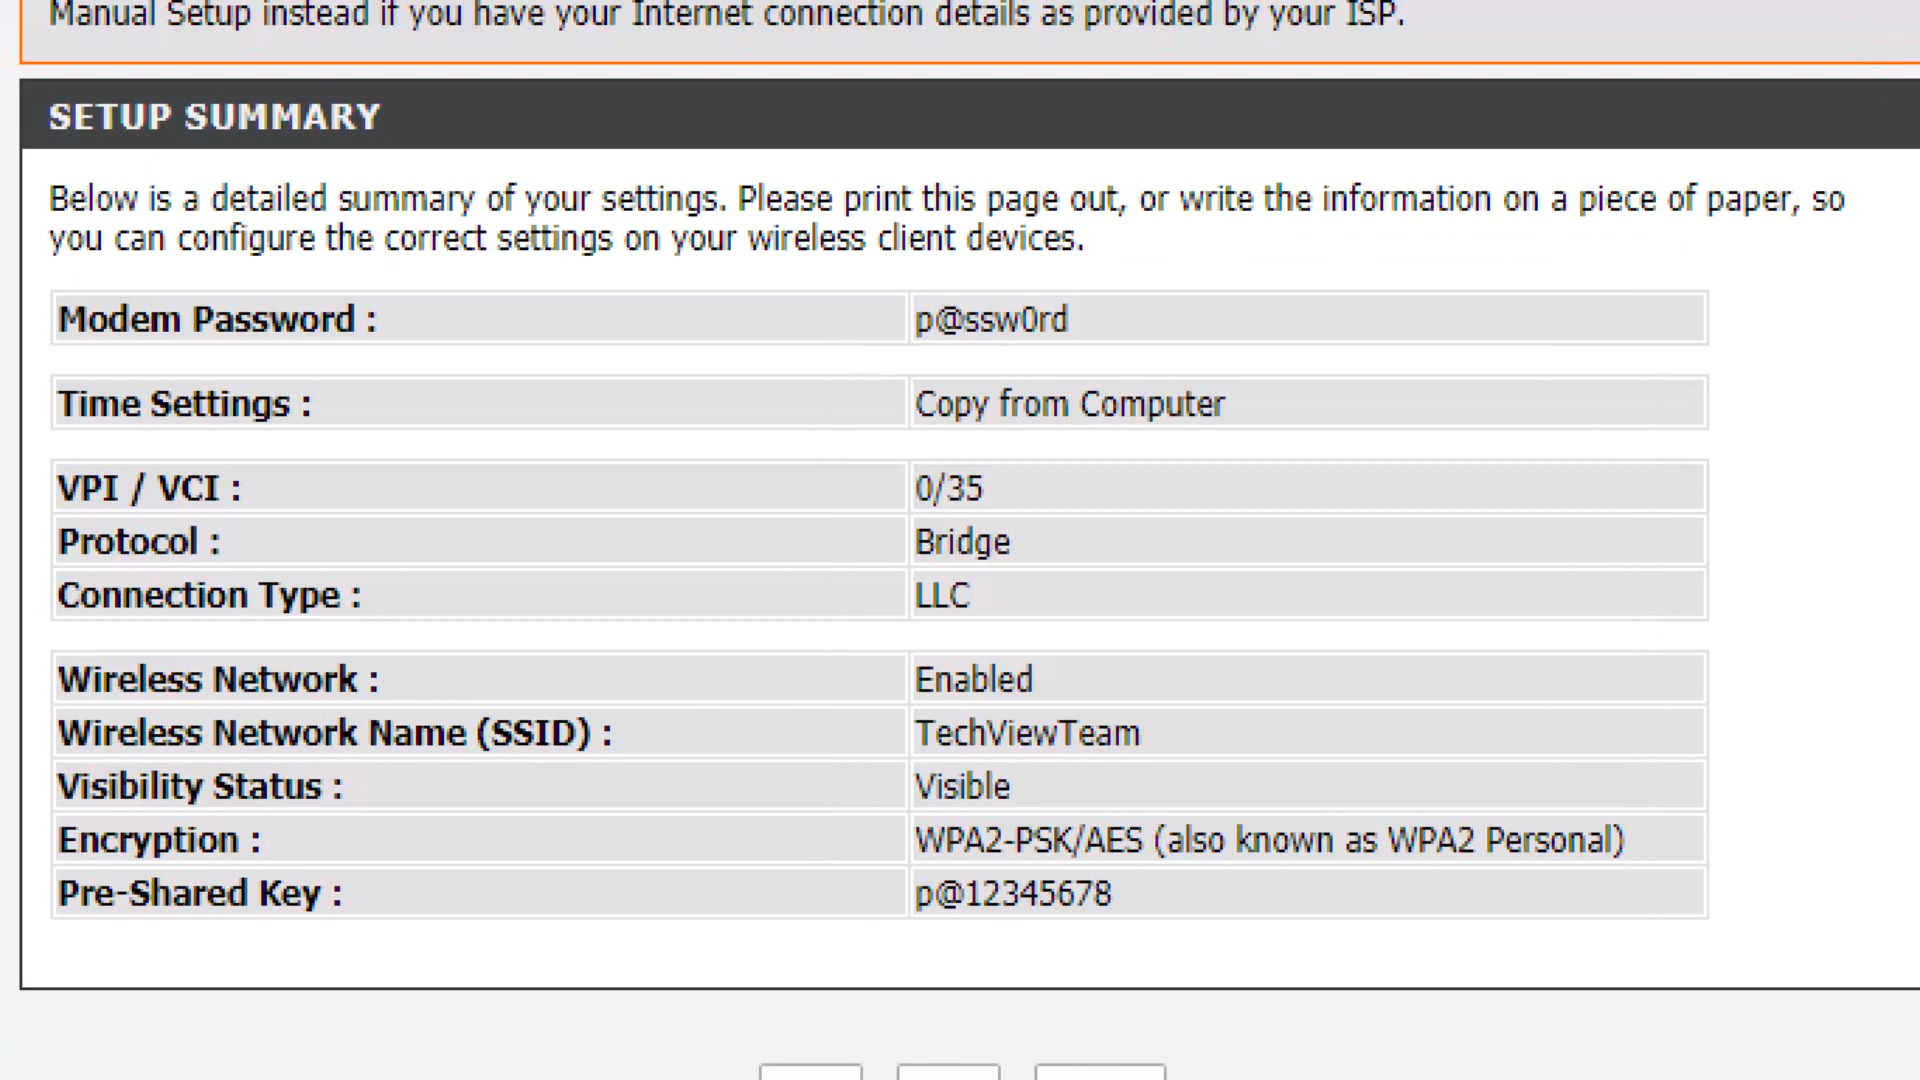 Manual Setup instead if you have your Internet connection details as provided by your ISP.
SETUP SUMMARY
Below is a detailed summary of your settings. Please print this page out, or write the information on a piece of paper, so
you can configure the correct settings on your wireless client devices.
Modem Password : p@ssw0rd
Time Settings : Copy from Computer
VPI / VCI : 0/35
Protocol : Bridge
Connection Type : LLC
Wireless Network : Enabled
Wireless Network Name (SSID) : TechViewTeam
Visibility Status : Visible
Encryption : WPA2-PSK/AES (also known as WPA2 Personal)
Pre-Shared Key : p@12345678